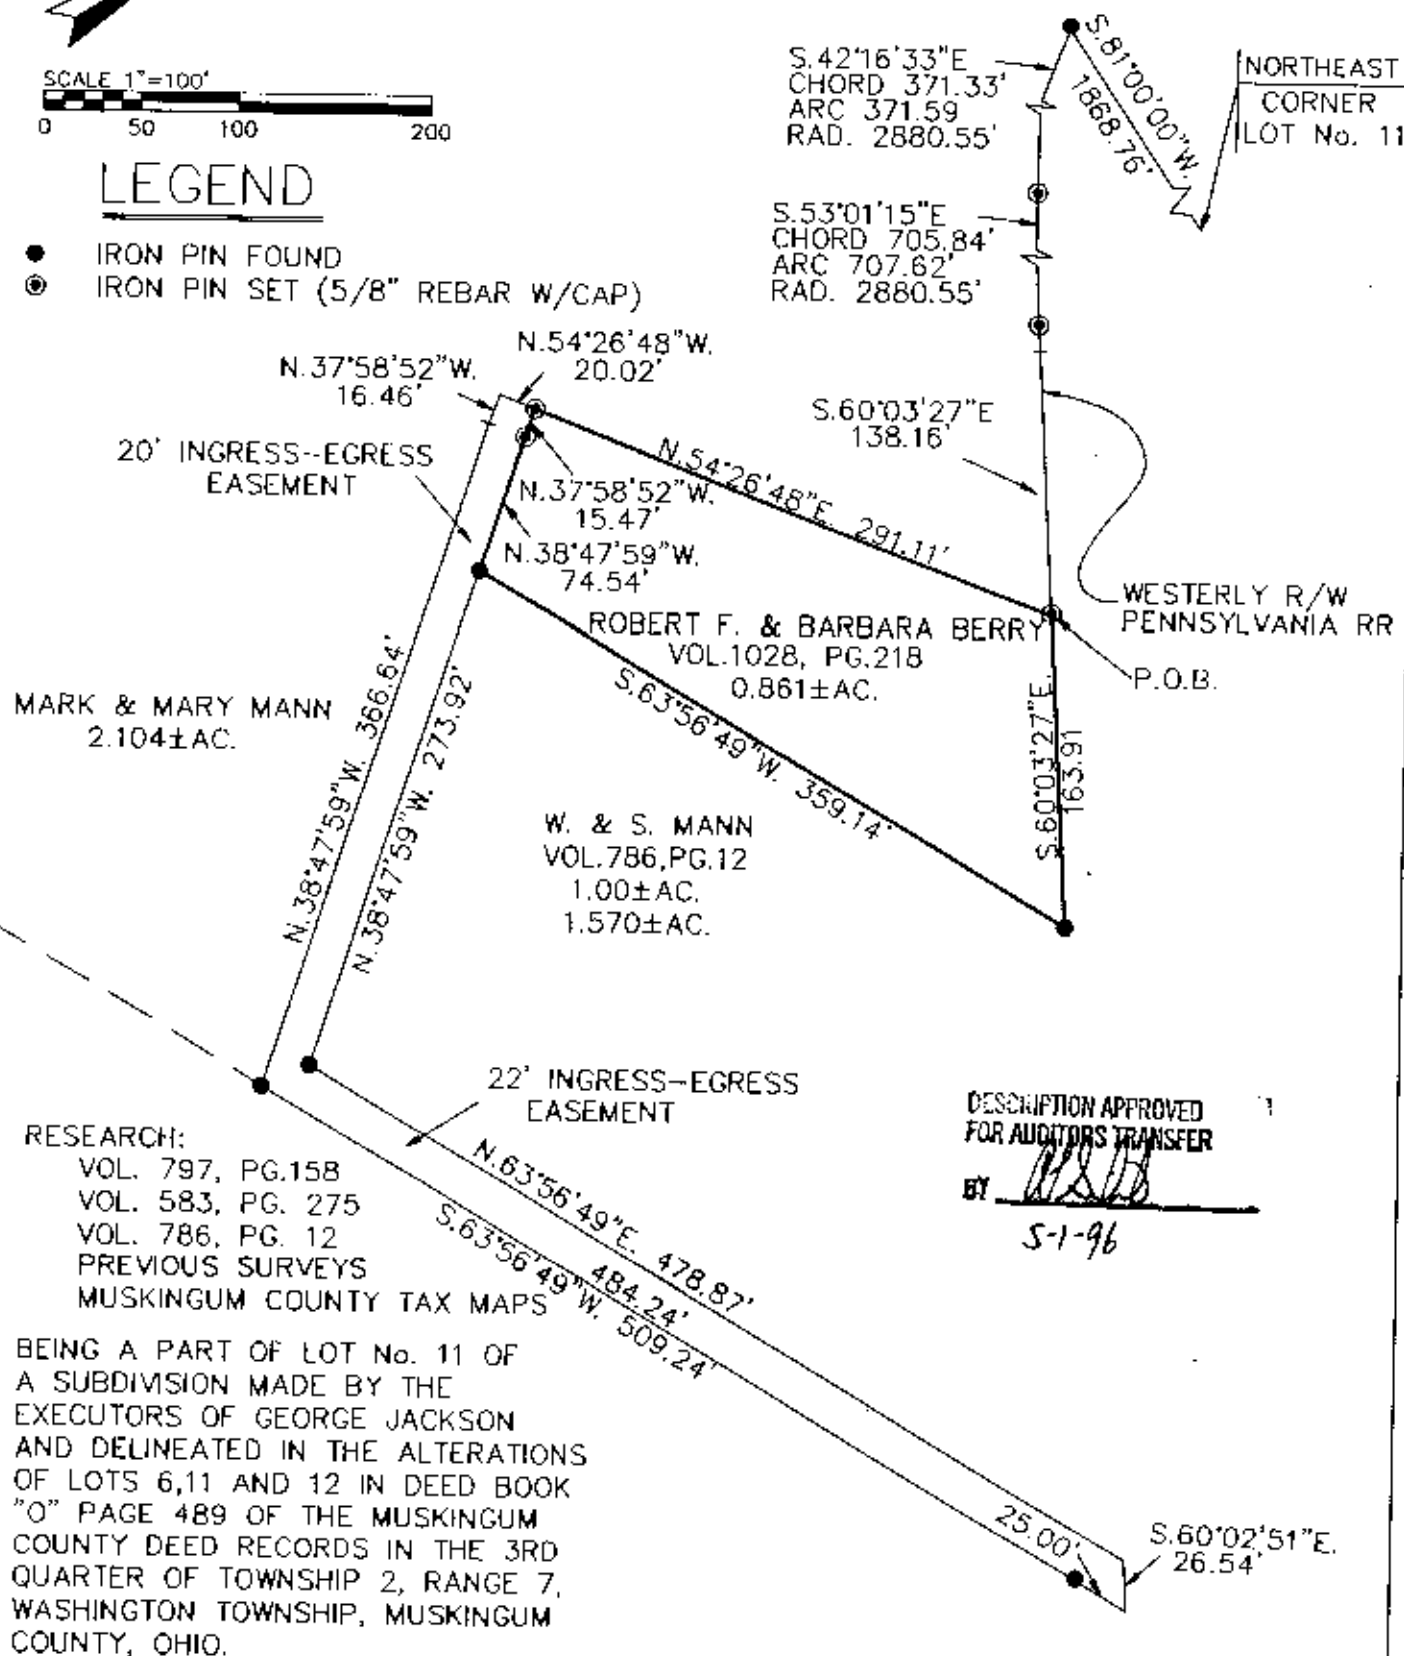 SCALE 1"=100'
0 50 100 200
LEGEND
IRON PIN FOUND
IRON PIN SET (5/8" REBAR W/CAP)
S.42°16'33"E
CHORD 371.33'
ARC 371.59
RAD. 2880.55'
S.81°00'00"W.
1868.76'
NORTHEAST
CORNER
LOT No. 11
S.53°01'15"E
CHORD 705.84'
ARC 707.62'
RAD. 2880.55'
N.54°26'48"W.
20.02'
N.37°58'52"W.
16.46'
20' INGRESS--EGRESS
EASEMENT
S.60°03'27"E
138.16'
N.54°26'48"E. 291.11'
N.37°58'52"W.
15.47'
N.38°47'59"W.
74.54'
WESTERLY R/W
PENNSYLVANIA RR
P.O.B.
ROBERT F. & BARBARA BERRY
VOL.1028, PG.218
0.861±AC.
S.63°56'49"W. 359.14'
S.60°03'27"E.
163.91
MARK & MARY MANN
2.104±AC.
N.38°47'59"W. 366.64'
N.38°47'59"W. 273.92'
W. & S. MANN
VOL.786,PG.12
1.00±AC.
1.570±AC.
22' INGRESS-EGRESS
EASEMENT
DESCRIPTION APPROVED
FOR AUDITORS TRANSFER
BY
5-1-96
RESEARCH:
VOL. 797, PG.158
VOL. 583, PG. 275
VOL. 786, PG. 12
PREVIOUS SURVEYS
MUSKINGUM COUNTY TAX MAPS
N.63°56'49"E. 478.87'
484.24'
S.63°56'49"W. 509.24'
25.00'
S.60°02'51"E.
26.54'
BEING A PART OF LOT No. 11 OF
A SUBDIVISION MADE BY THE
EXECUTORS OF GEORGE JACKSON
AND DELINEATED IN THE ALTERATIONS
OF LOTS 6,11 AND 12 IN DEED BOOK
"O" PAGE 489 OF THE MUSKINGUM
COUNTY DEED RECORDS IN THE 3RD
QUARTER OF TOWNSHIP 2, RANGE 7,
WASHINGTON TOWNSHIP, MUSKINGUM
COUNTY, OHIO.